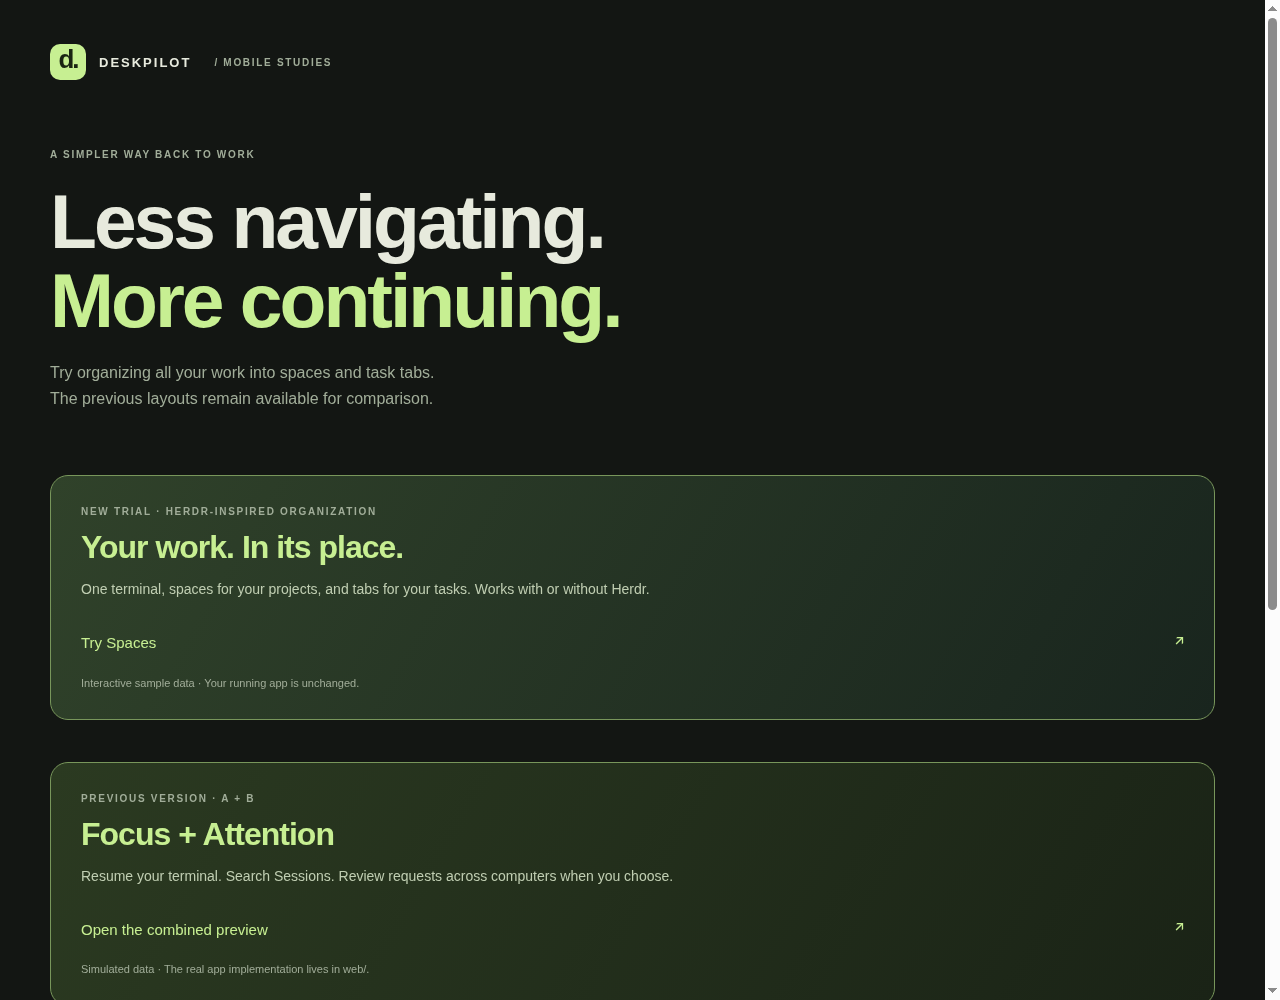 d. DESKPILOT / MOBILE STUDIES
A SIMPLER WAY BACK TO WORK
Less navigating.
More continuing.
Try organizing all your work into spaces and task tabs.
The previous layouts remain available for comparison.
NEW TRIAL · HERDR-INSPIRED ORGANIZATION
Your work. In its place.
One terminal, spaces for your projects, and tabs for your tasks. Works with or without Herdr.
Try Spaces
Interactive sample data · Your running app is unchanged.
PREVIOUS VERSION · A + B
Focus + Attention
Resume your terminal. Search Sessions. Review requests across computers when you choose.
Open the combined preview
Simulated data · The real app implementation lives in web/.